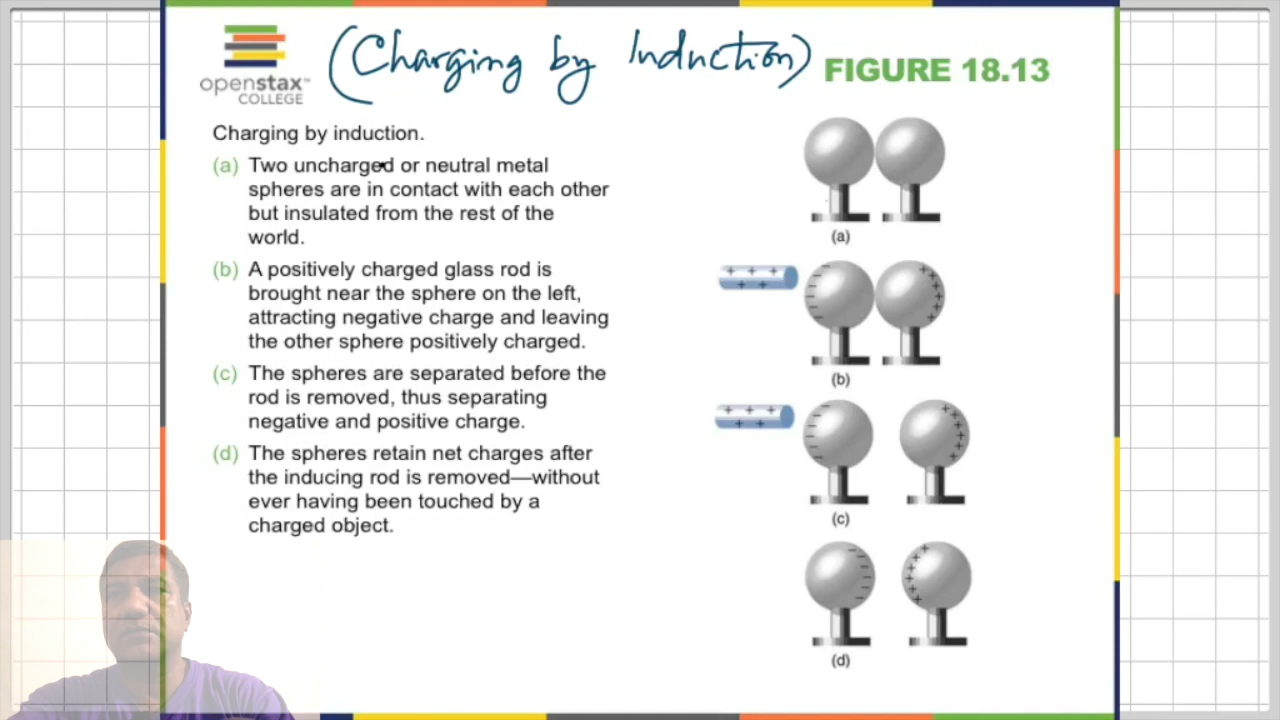 openstax™
COLLEGE
(Charging by Induction)
FIGURE 18.13
Charging by induction.
(a) Two uncharged or neutral metal
spheres are in contact with each other
but insulated from the rest of the
world.
(b) A positively charged glass rod is
brought near the sphere on the left,
attracting negative charge and leaving
the other sphere positively charged.
(c) The spheres are separated before the
rod is removed, thus separating
negative and positive charge.
(d) The spheres retain net charges after
the inducing rod is removed—without
ever having been touched by a
charged object.
(a)
(b)
(c)
(d)